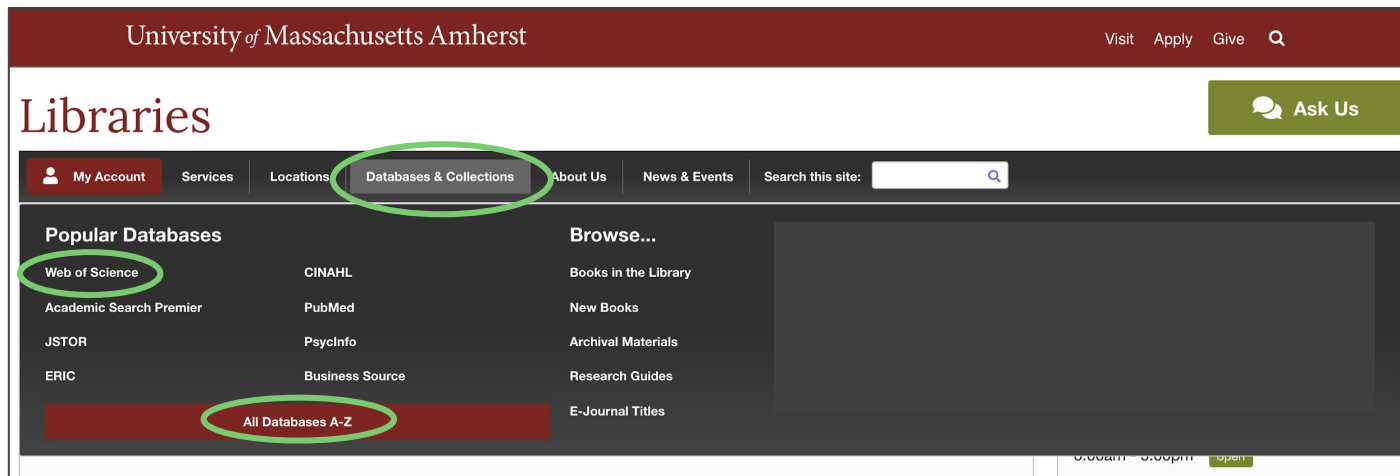 University of Massachusetts Amherst
Visit Apply Give
Libraries
Ask Us
My Account Services Locations Databases & Collections About Us News & Events Search this site:
Popular Databases
Web of Science
Academic Search Premier
JSTOR
ERIC
CINAHL
PubMed
PsycInfo
Business Source
All Databases A-Z
Browse...
Books in the Library
New Books
Archival Materials
Research Guides
E-Journal Titles
open